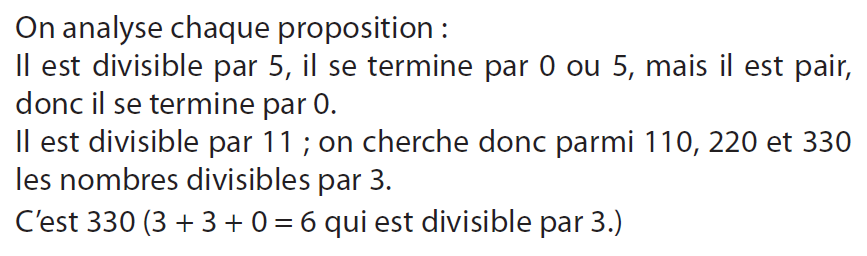 On analyse chaque proposition :
Il est divisible par 5, il se termine par 0 ou 5, mais il est pair,
donc il se termine par 0.
Il est divisible par 11 ; on cherche donc parmi 110, 220 et 330
les nombres divisibles par 3.
C’est 330 (3 + 3 + 0 = 6 qui est divisible par 3.)